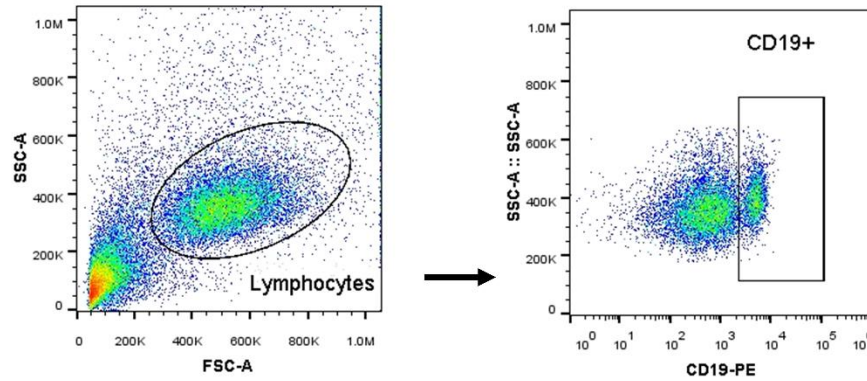 1.0M
800K
600K
400K
200K
0
SSC-A
Lymphocytes
0 200K 400K 600K 800K 1.0M
FSC-A
CD19+
1.0M
800K
600K
400K
200K
0
SSC-A :: SSC-A
10^0 10^1 10^2 10^3 10^4 10^5
CD19-PE